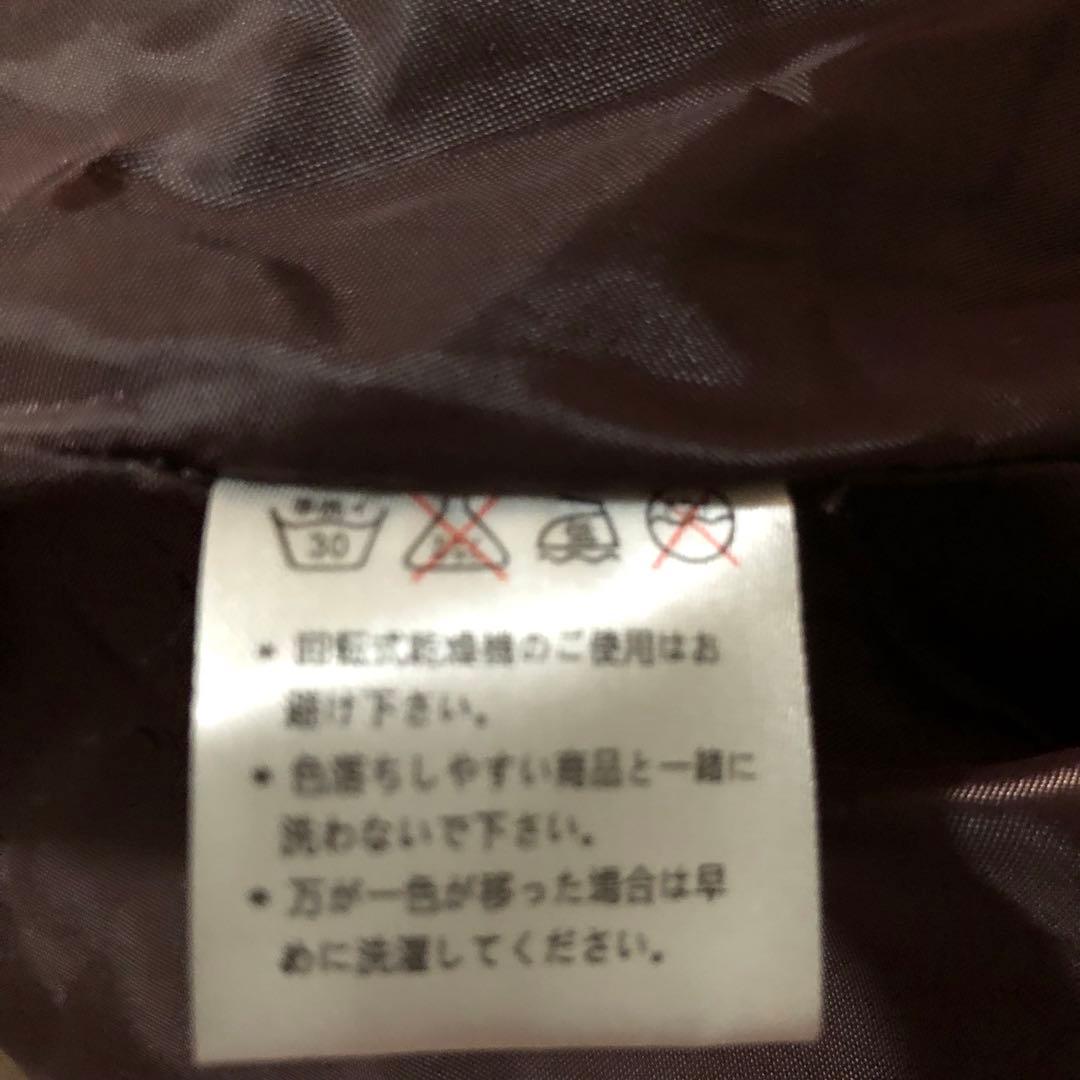 手洗イ
30
・回転式乾燥機のご使用はお
避け下さい。
・色落ちしやすい商品と一緒に
洗わないで下さい。
・万が一色が移った場合は早
めに洗濯してください。